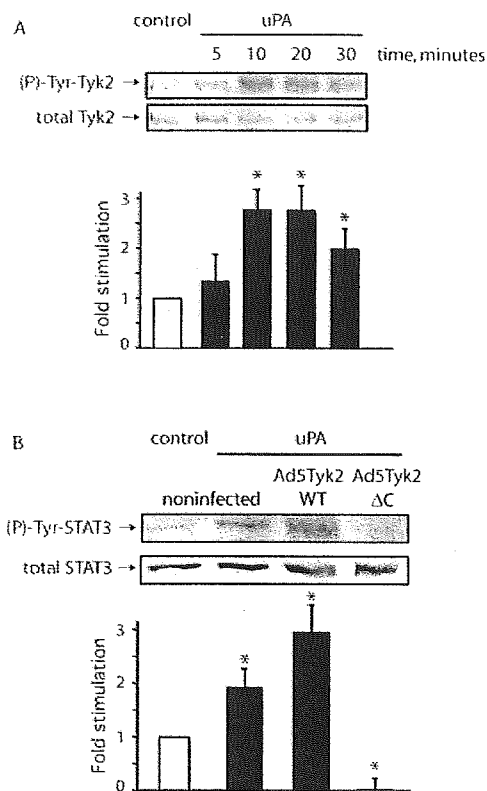 A
control uPA
5 10 20 30 time, minutes
(P)-Tyr-Tyk2
total Tyk2
Fold stimulation
3
2
1
0
* * *
B
control uPA
noninfected Ad5Tyk2 WT Ad5Tyk2 ΔC
(P)-Tyr-STAT3
total STAT3
Fold stimulation
3
2
1
0
* * *